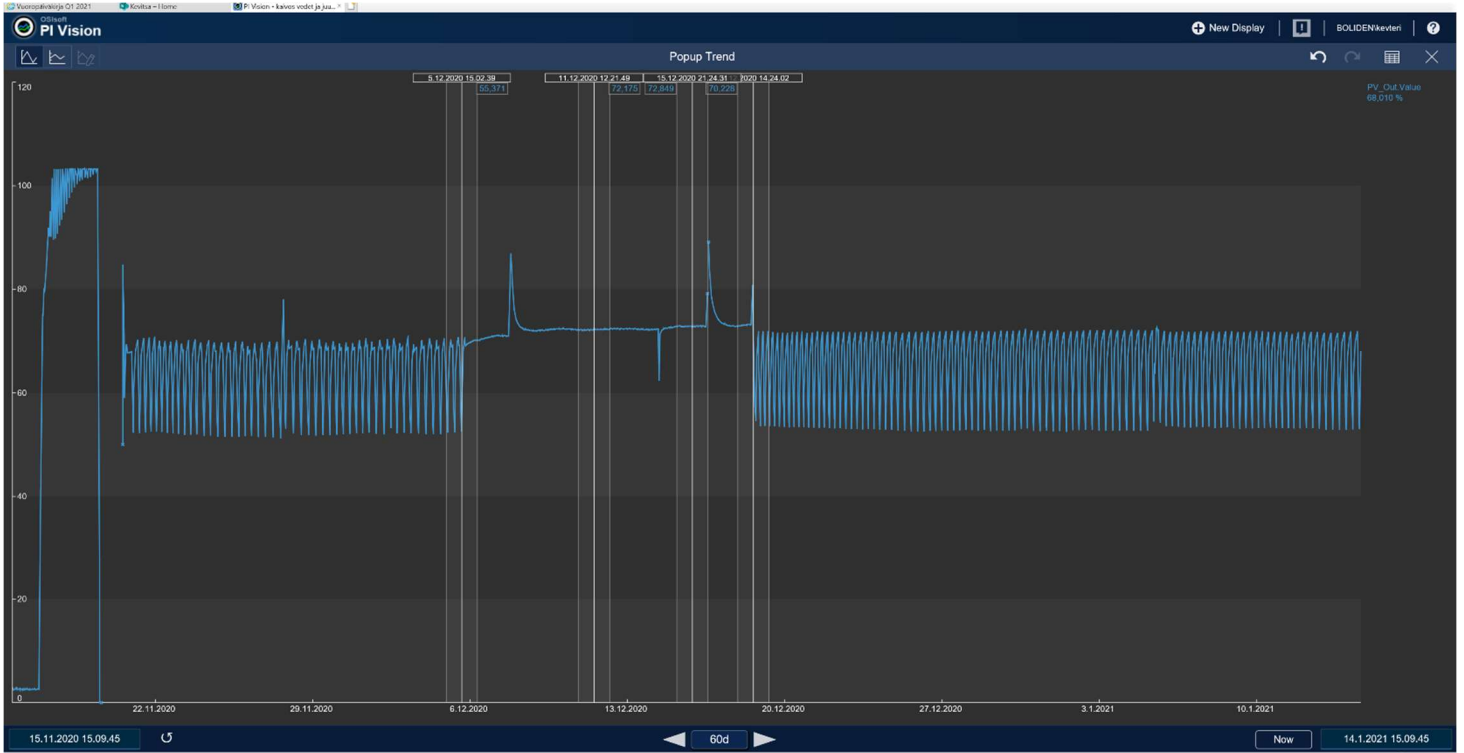 Vuoropäiväkirja Q1 2021
Kevitsa – Home
PI Vision - kaivos vedet ja juu...
OSIsoft
PI Vision
New Display
BOLIDEN\kevteri
Popup Trend
5.12.2020 15.02.39
11.12.2020 12.21.49
15.12.2020 21.24.31
2020 14.24.02
55,371
72,175
72,849
70,228
PV_Out.Value
68,010 %
120
100
80
60
40
20
0
22.11.2020
29.11.2020
6.12.2020
13.12.2020
20.12.2020
27.12.2020
3.1.2021
10.1.2021
15.11.2020 15.09.45
60d
Now
14.1.2021 15.09.45